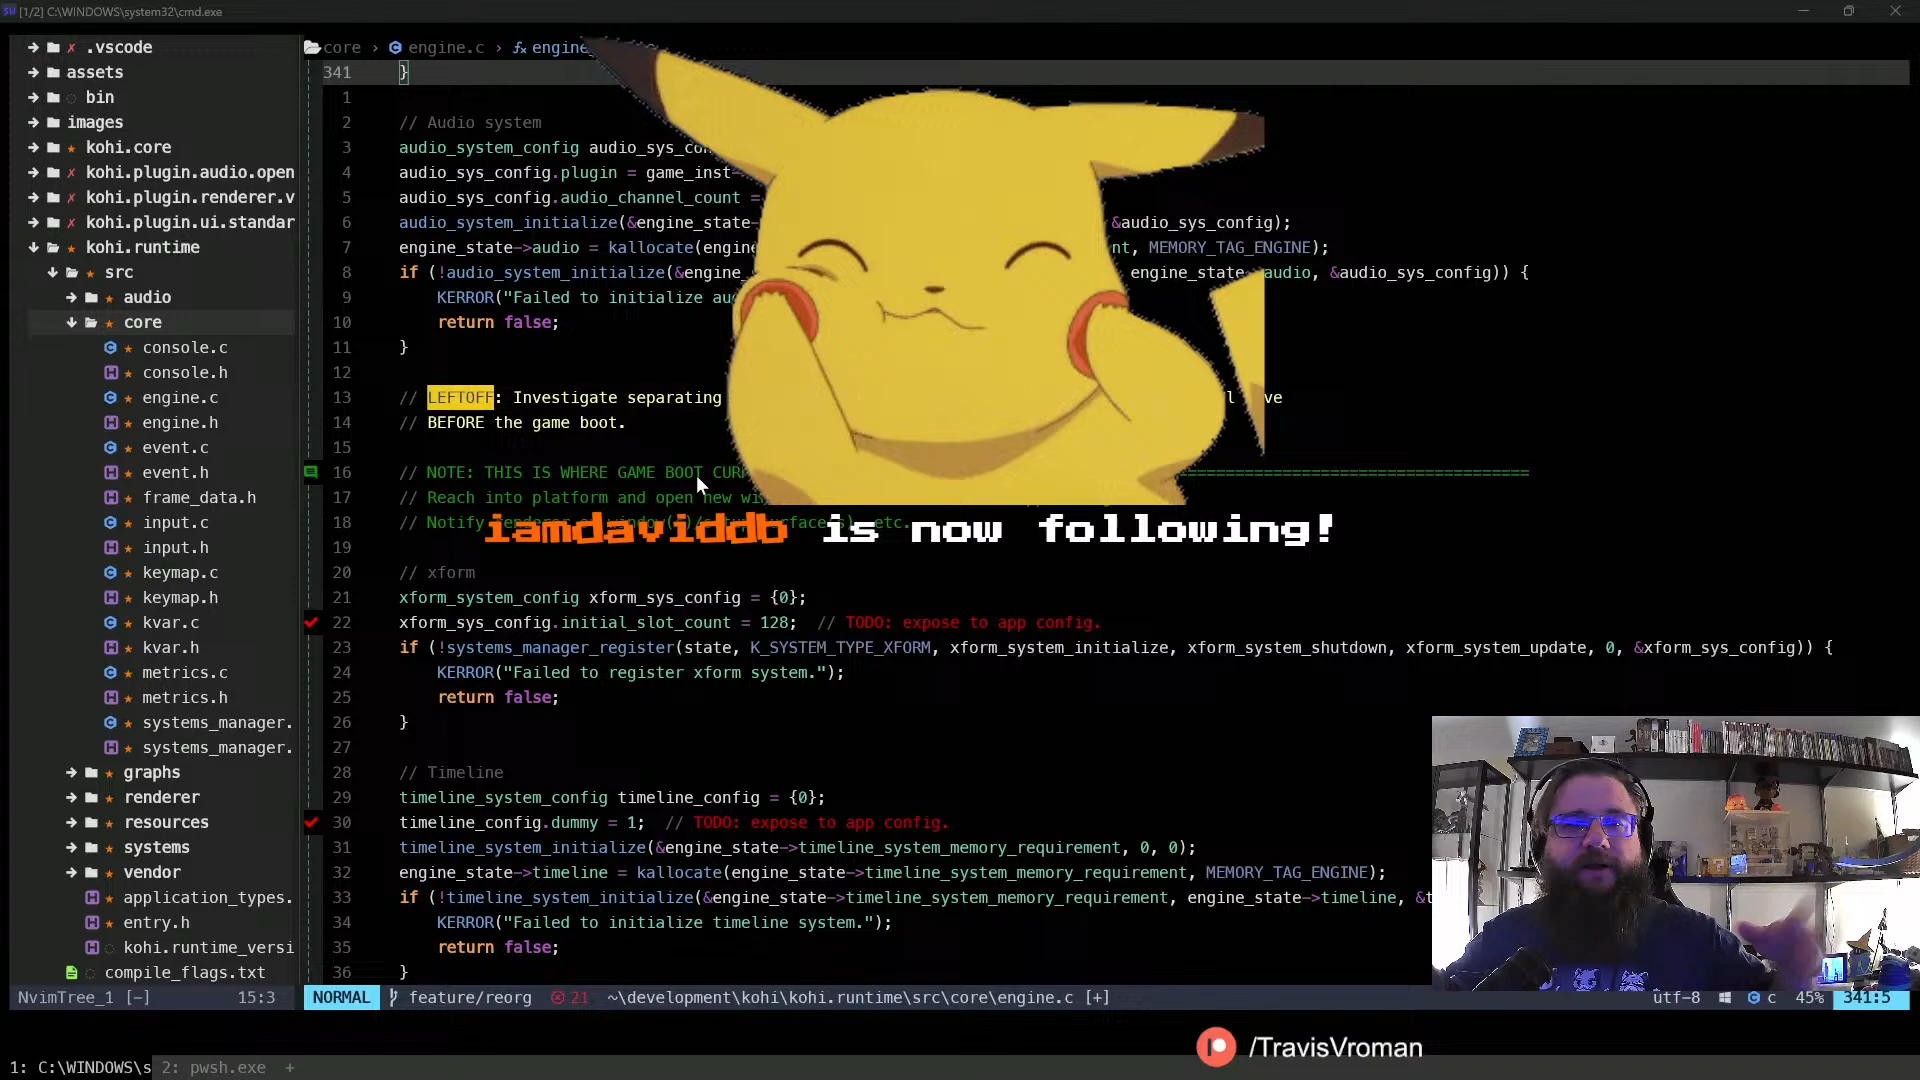 [1/2] C:\WINDOWS\system32\cmd.exe
.vscode
assets
bin
images
kohi.core
kohi.plugin.audio.open
kohi.plugin.renderer.v
kohi.plugin.ui.standar
kohi.runtime
src
audio
core
console.c
console.h
engine.c
engine.h
event.c
event.h
frame_data.h
input.c
input.h
keymap.c
keymap.h
kvar.c
kvar.h
metrics.c
metrics.h
systems_manager.
systems_manager.
graphs
renderer
resources
systems
vendor
application_types.
entry.h
kohi.runtime_versi
compile_flags.txt
NvimTree_1 [-] 15:3
core › engine.c › engine
341 }
1
2 // Audio system
3 audio_system_config audio_sys_con
4 audio_sys_config.plugin = game_inst-
5 audio_sys_config.audio_channel_count =
6 audio_system_initialize(&engine_state- &audio_sys_config);
7 engine_state->audio = kallocate(engine nt, MEMORY_TAG_ENGINE);
8 if (!audio_system_initialize(&engine_ engine_state audio, &audio_sys_config)) {
9 KERROR("Failed to initialize au
10 return false;
11 }
12
13 // LEFTOFF: Investigate separating ve
14 // BEFORE the game boot.
15
16 // NOTE: THIS IS WHERE GAME BOOT CURR ====================================
17 // Reach into platform and open new wi
18 // Notify etc.
19
20 // xform
21 xform_system_config xform_sys_config = {0};
22 xform_sys_config.initial_slot_count = 128; // TODO: expose to app config.
23 if (!systems_manager_register(state, K_SYSTEM_TYPE_XFORM, xform_system_initialize, xform_system_shutdown, xform_system_update, 0, &xform_sys_config)) {
24 KERROR("Failed to register xform system.");
25 return false;
26 }
27
28 // Timeline
29 timeline_system_config timeline_config = {0};
30 timeline_config.dummy = 1; // TODO: expose to app config.
31 timeline_system_initialize(&engine_state->timeline_system_memory_requirement, 0, 0);
32 engine_state->timeline = kallocate(engine_state->timeline_system_memory_requirement, MEMORY_TAG_ENGINE);
33 if (!timeline_system_initialize(&engine_state->timeline_system_memory_requirement, engine_state->timeline, &t
34 KERROR("Failed to initialize timeline system.");
35 return false;
36 }
iamdaviddb is now following!
NORMAL feature/reorg 21 ~\development\kohi\kohi.runtime\src\core\engine.c [+] utf-8 c 45% 341:5
/TravisVroman
1: C:\WINDOWS\s 2: pwsh.exe +